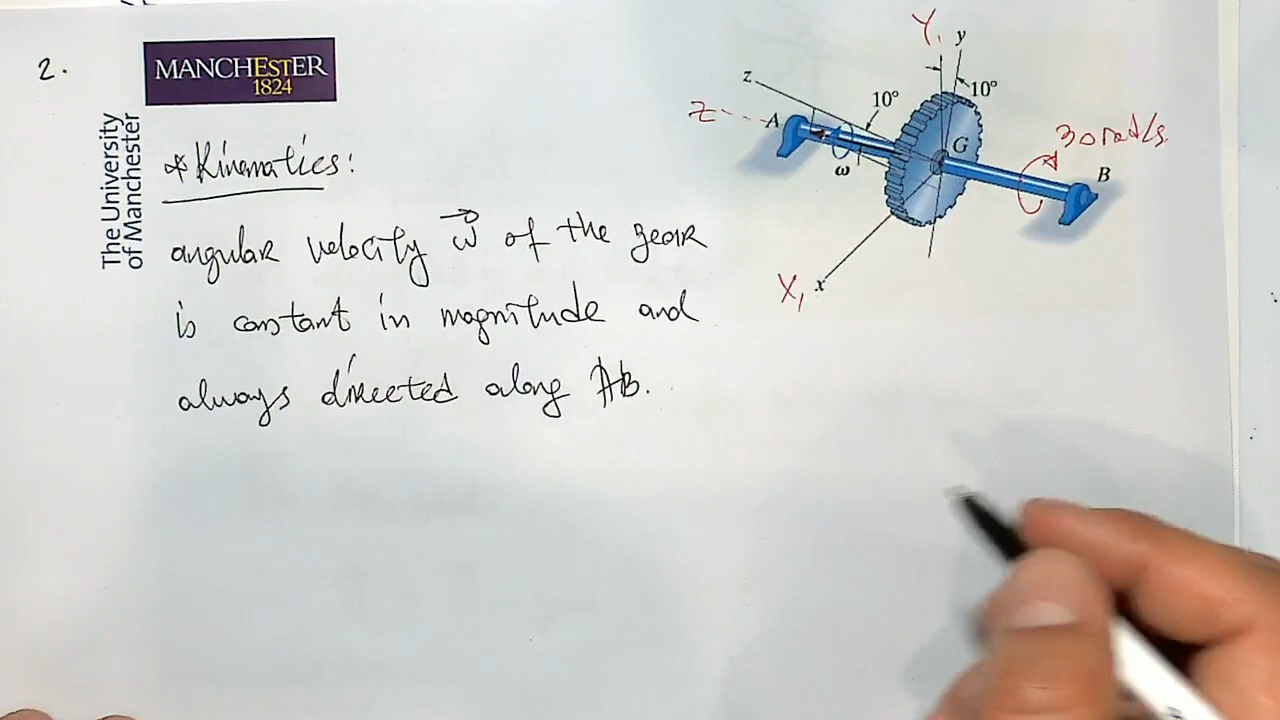 2.
MANCHESTER
1824
The University
of Manchester
* Kinematics:
angular velocity ω of the gear
is constant in magnitude and
always directed along AB.
Y,
y
z
10°
10°
Z
A
G
30 rad/s
B
ω
X,
x